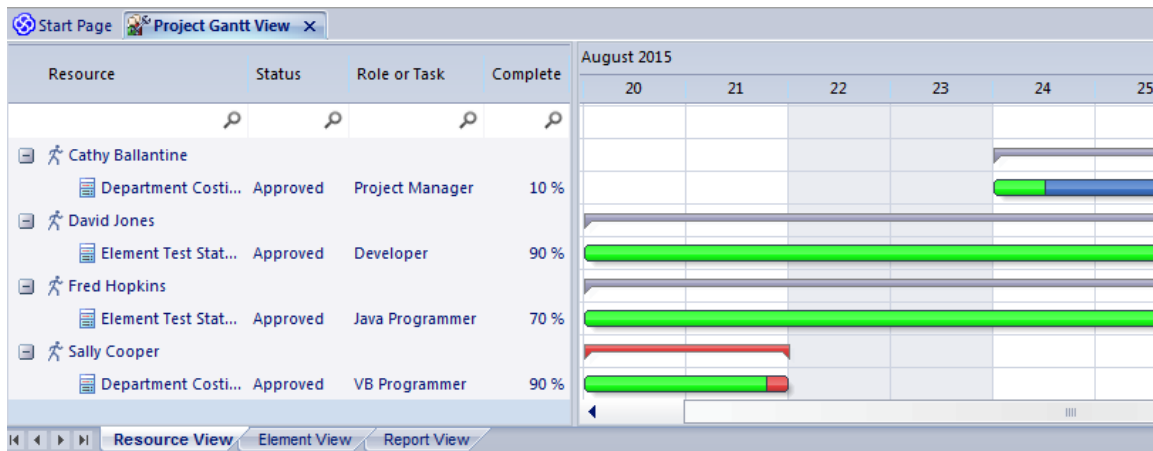 Start Page Project Gantt View X
August 2015
Resource Status Role or Task Complete
20 21 22 23 24 25
Cathy Ballantine
Department Costi... Approved Project Manager 10 %
David Jones
Element Test Stat... Approved Developer 90 %
Fred Hopkins
Element Test Stat... Approved Java Programmer 70 %
Sally Cooper
Department Costi... Approved VB Programmer 90 %
Resource View Element View Report View